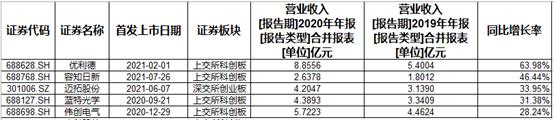 证券代码 证券名称 首发上市日期 证券板块 营业收入 [报告期]2020年年报 [报告类型]合并报表 [单位]亿元 营业收入 [报告期]2019年年报 [报告类型]合并报表 [单位]亿元 同比增长率
688628.SH 优利德 2021-02-01 上交所科创板 8.8556 5.4004 63.98%
688768.SH 容知日新 2021-07-26 上交所科创板 2.6378 1.8012 46.45%
301006.SZ 迈拓股份 2021-06-07 深交所创业板 4.2047 3.1390 33.95%
688127.SH 蓝特光学 2020-09-21 上交所科创板 4.3893 3.3409 31.38%
688698.SH 伟创电气 2020-12-29 上交所科创板 5.7223 4.4624 28.24%